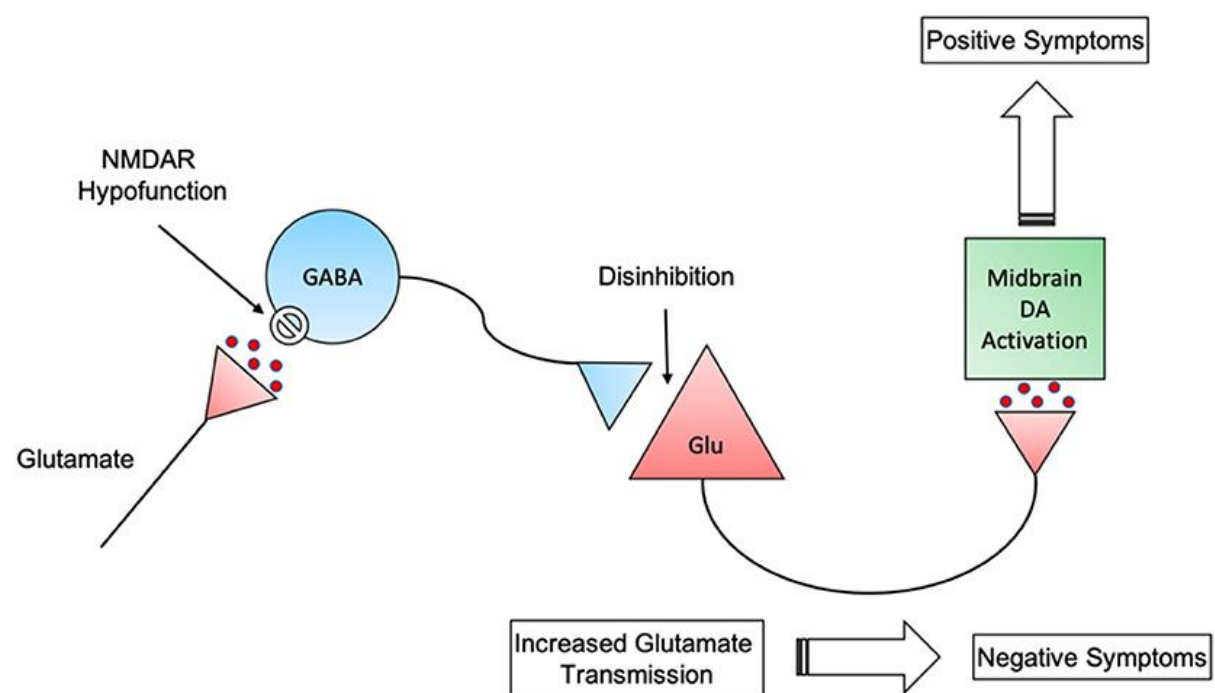 Positive Symptoms
NMDAR
Hypofunction
GABA
Disinhibition
Midbrain
DA
Activation
Glu
Glutamate
Increased Glutamate
Transmission
Negative Symptoms